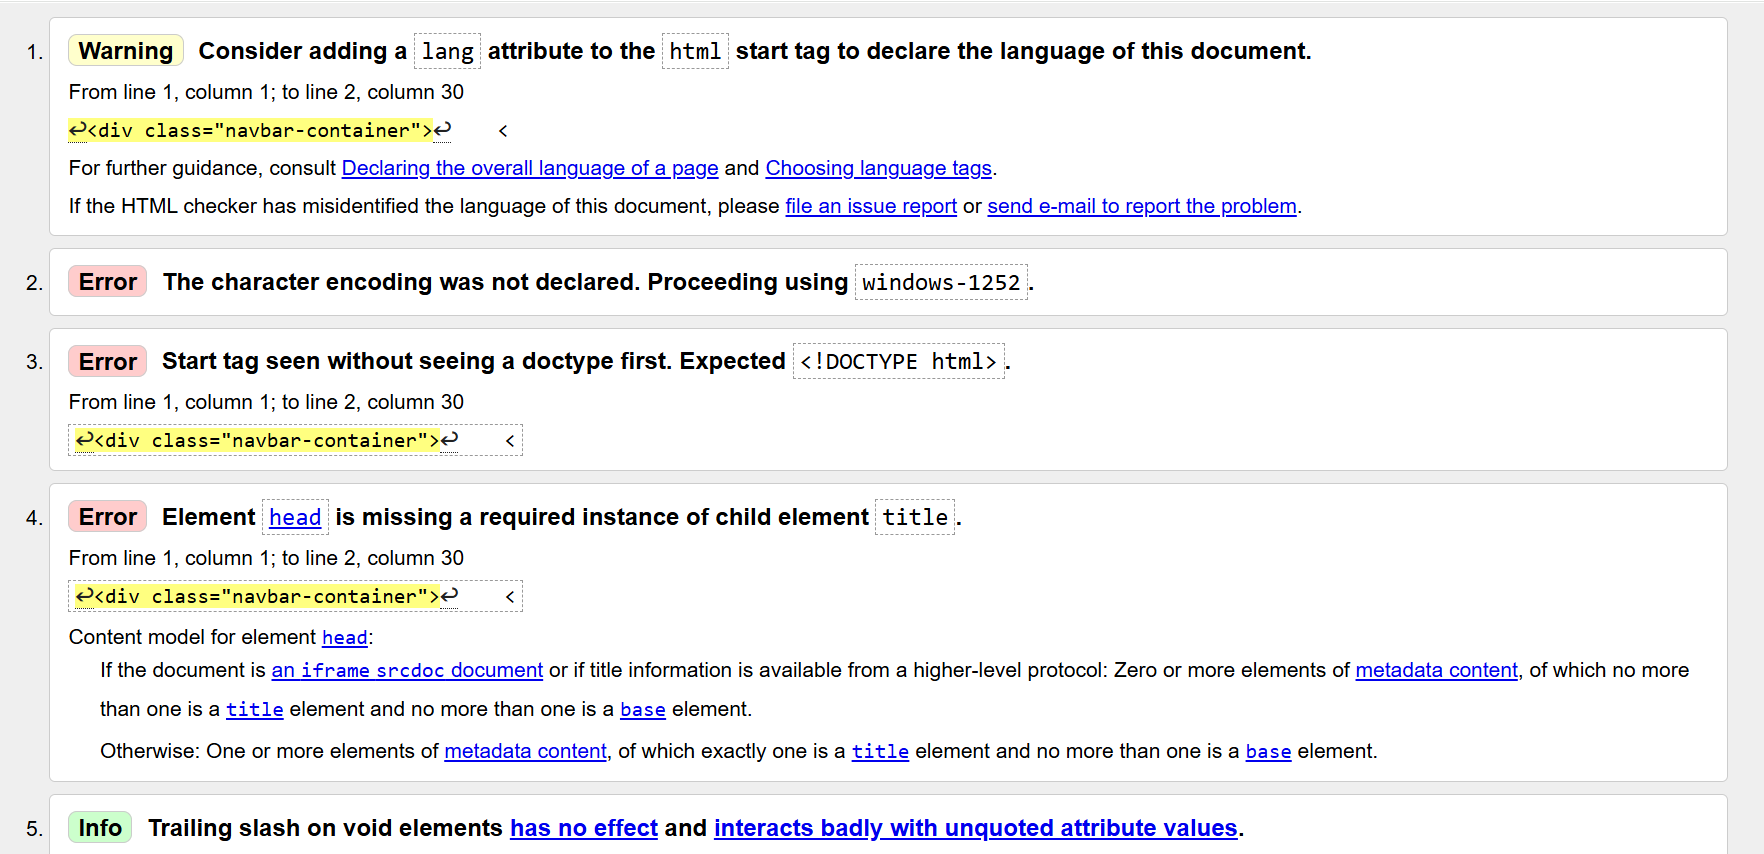 1. Warning Consider adding a lang attribute to the html start tag to declare the language of this document.
From line 1, column 1; to line 2, column 30
↩<div class="navbar-container">↩    <
For further guidance, consult Declaring the overall language of a page and Choosing language tags.
If the HTML checker has misidentified the language of this document, please file an issue report or send e-mail to report the problem.
2. Error The character encoding was not declared. Proceeding using windows-1252.
3. Error Start tag seen without seeing a doctype first. Expected <!DOCTYPE html>.
From line 1, column 1; to line 2, column 30
↩<div class="navbar-container">↩    <
4. Error Element head is missing a required instance of child element title.
From line 1, column 1; to line 2, column 30
↩<div class="navbar-container">↩    <
Content model for element head:
If the document is an iframe srcdoc document or if title information is available from a higher-level protocol: Zero or more elements of metadata content, of which no more
than one is a title element and no more than one is a base element.
Otherwise: One or more elements of metadata content, of which exactly one is a title element and no more than one is a base element.
5. Info Trailing slash on void elements has no effect and interacts badly with unquoted attribute values.